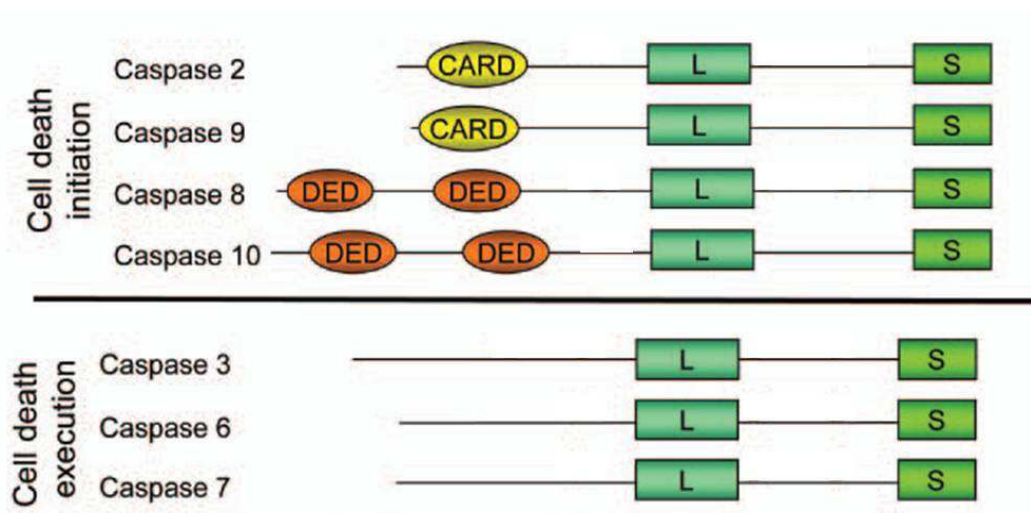 Cell death
initiation
Caspase 2 CARD L S
Caspase 9 CARD L S
Caspase 8 DED DED L S
Caspase 10 DED DED L S
Cell death
execution
Caspase 3 L S
Caspase 6 L S
Caspase 7 L S